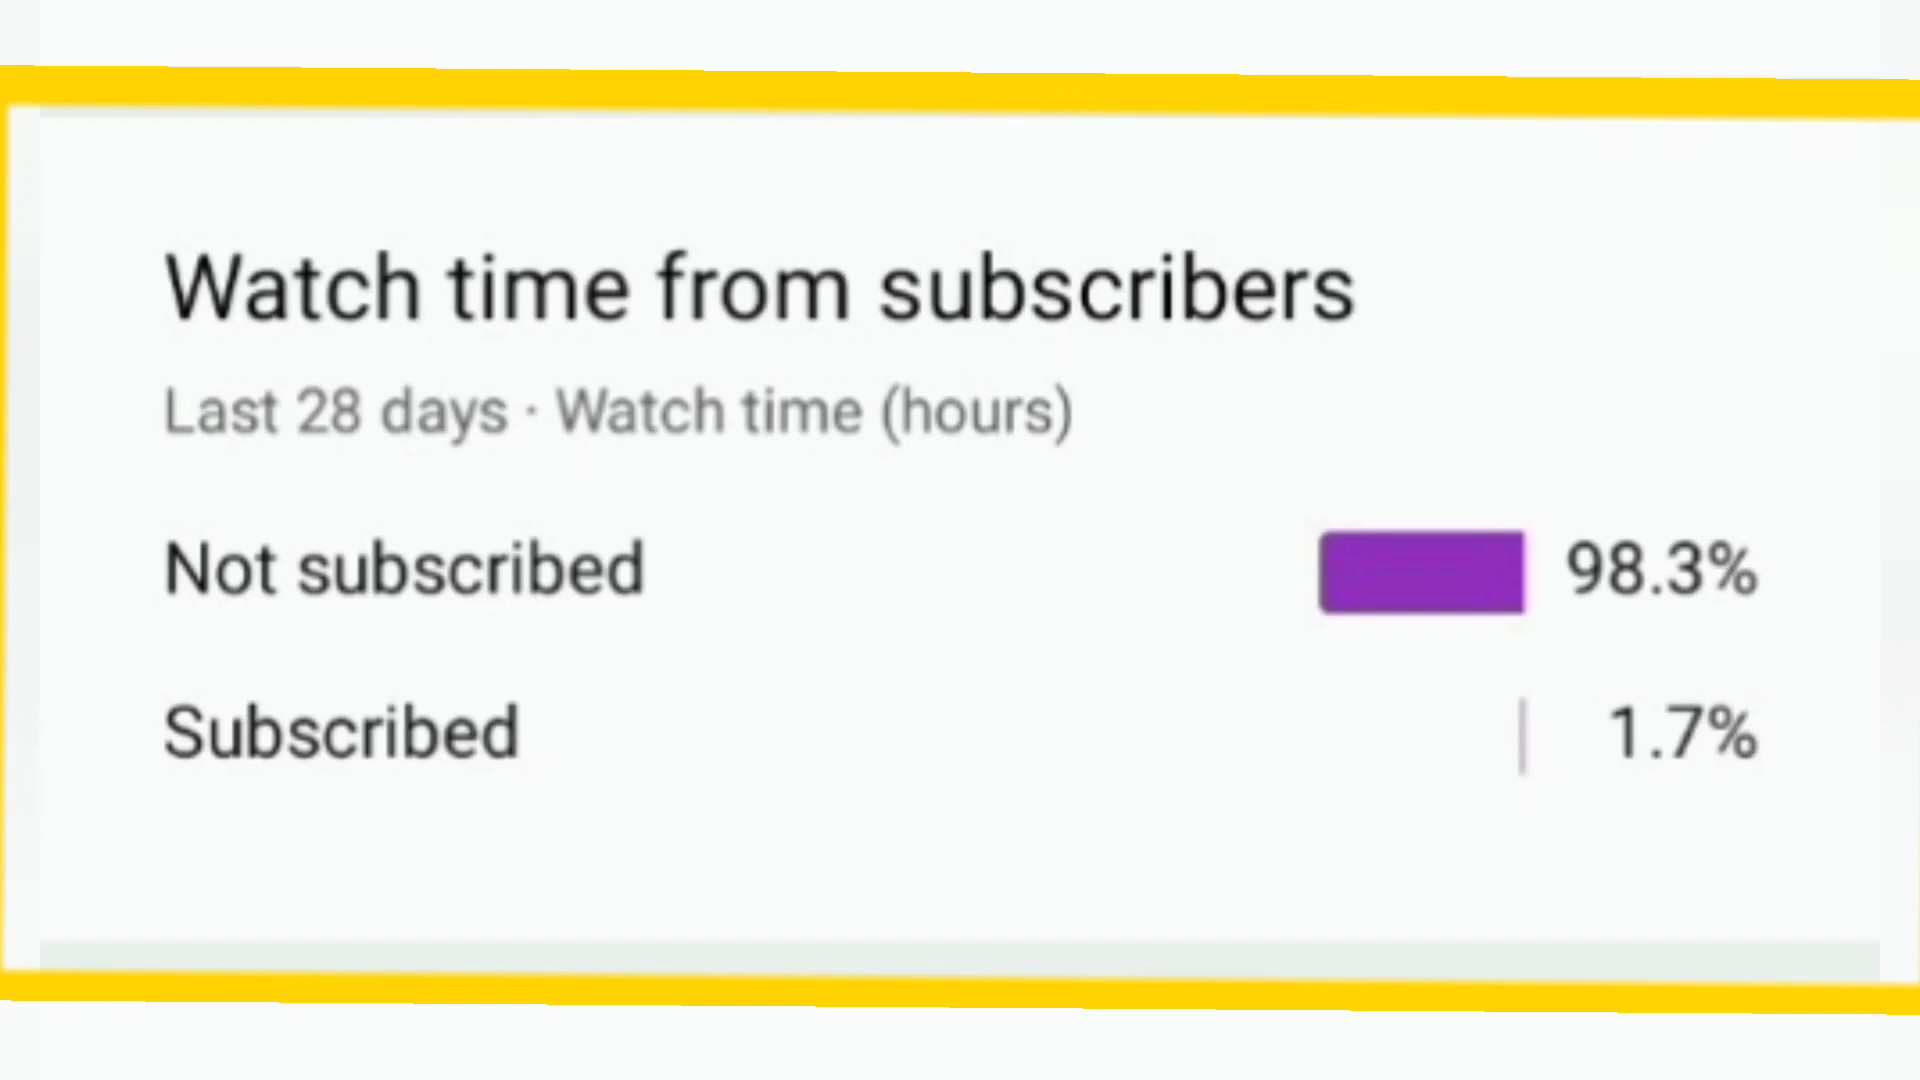 Watch time from subscribers
Last 28 days · Watch time (hours)
Not subscribed 98.3%
Subscribed 1.7%